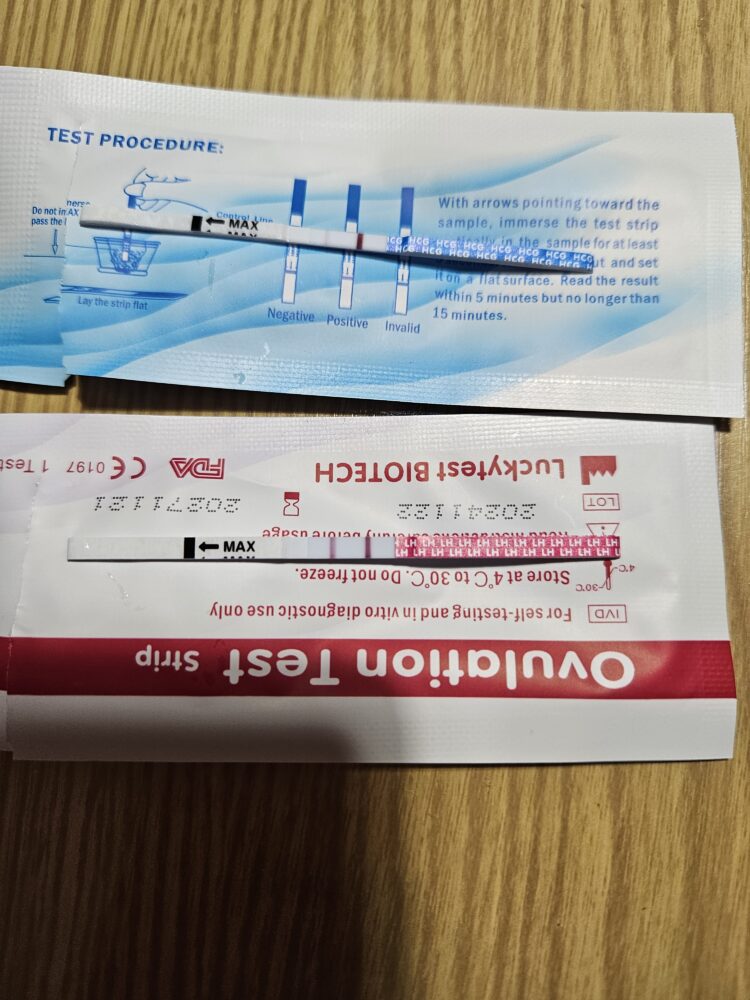 TEST PROCEDURE:
Do not im
pass the
Control Line
MAX
HCG HCG HCG HCG HCG HCG
Lay the strip flat
Negative
Positive
Invalid
With arrows pointing toward the
sample, immerse the test strip
in the sample for at least
and set
it on a flat surface. Read the result
within 5 minutes but no longer than
15 minutes.
Ovulation Test Strip
IVD
For self-testing and in vitro diagnostic use only
4°C
30°C
Store at 4°C to 30°C. Do not freeze.
before usage
MAX
LH LH LH LH LH LH LH LH
LOT
20241122
20271121
Luckytest BIOTECH
FDA
CE 0197
1 Test